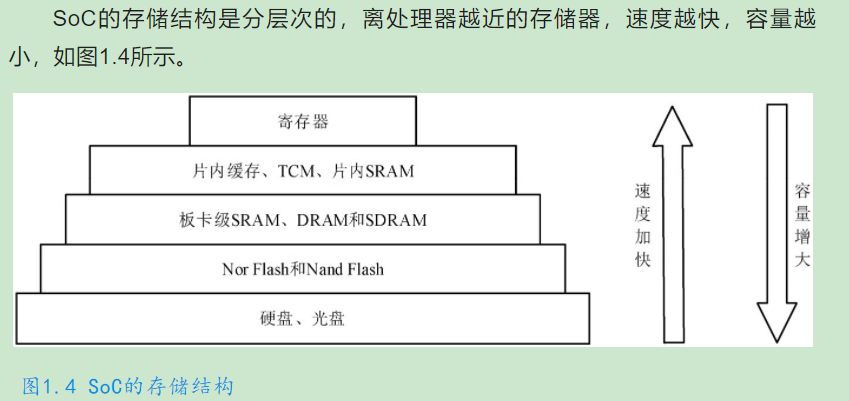 SoC的存储结构是分层次的，离处理器越近的存储器，速度越快，容量越
小，如图1.4所示。
寄存器
片内缓存、TCM、片内SRAM
板卡级SRAM、DRAM和SDRAM
Nor Flash和Nand Flash
硬盘、光盘
速度加快
容量增大
图1.4 SoC的存储结构